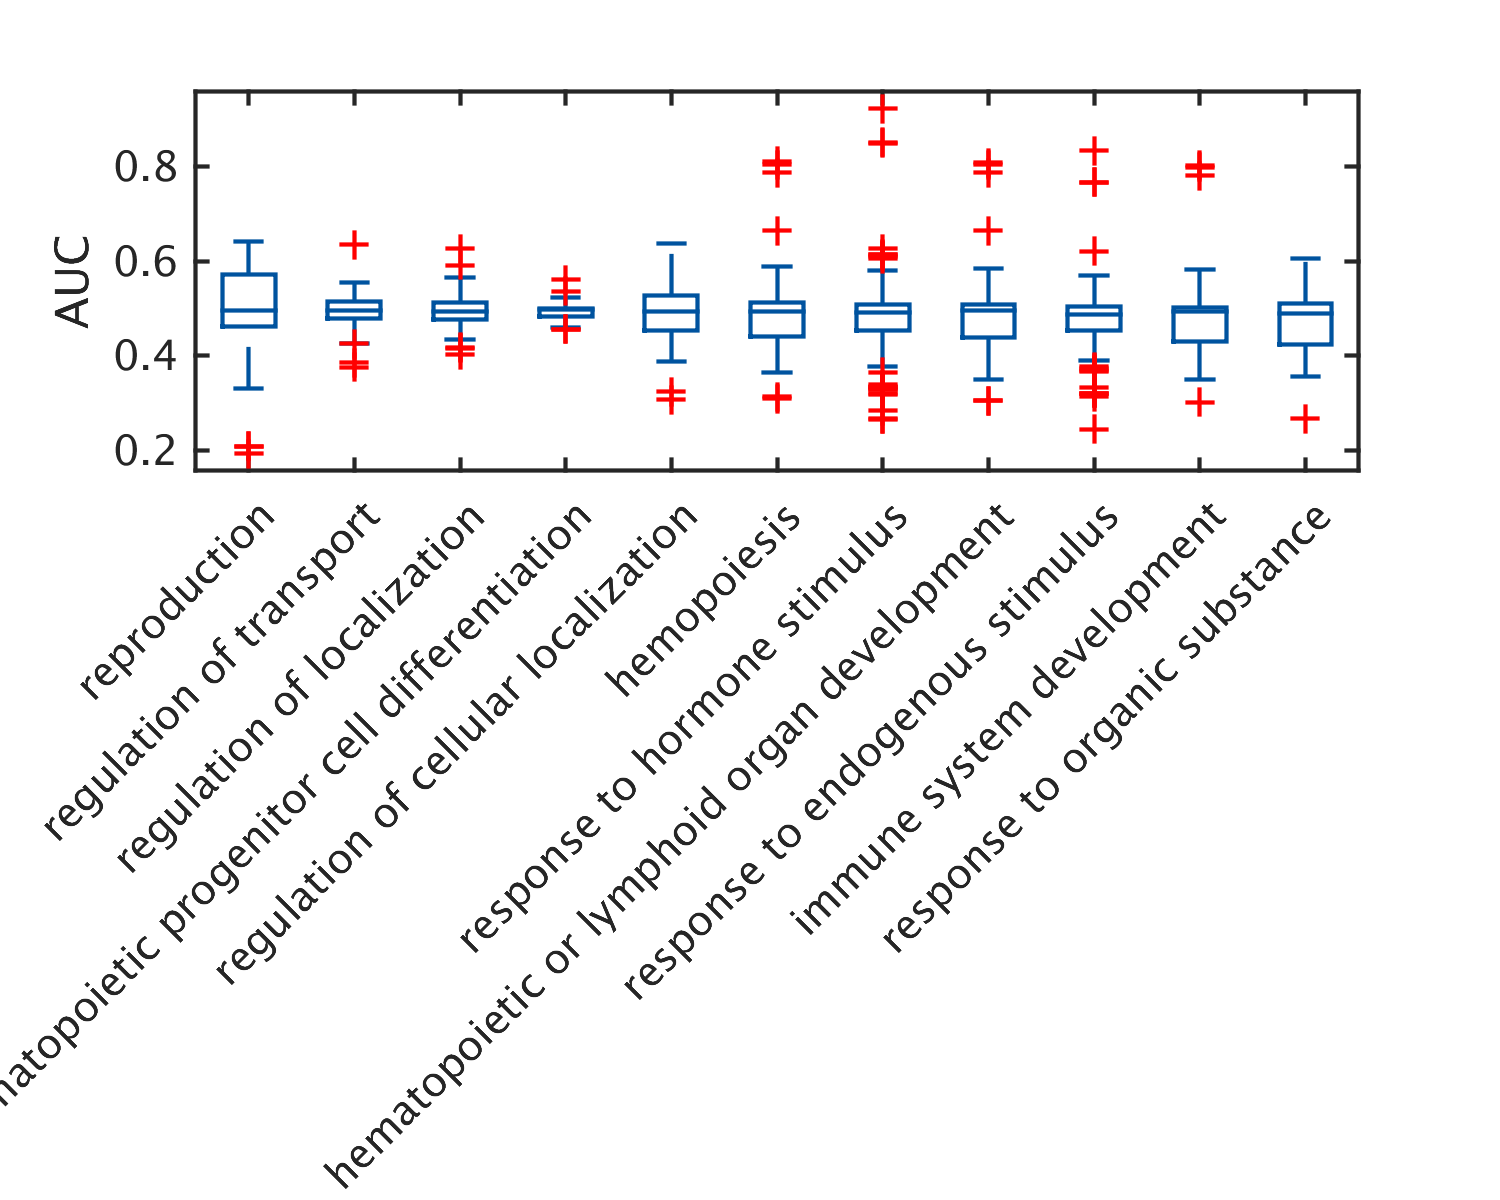 0.8
0.6
0.4
0.2
AUC
reproduction
regulation of transport
regulation of localization
progenitor cell differentiation
regulation of cellular localization
hemopoiesis
response to hormone stimulus
hematopoietic or lymphoid organ development
response to endogenous stimulus
immune system development
response to organic substance